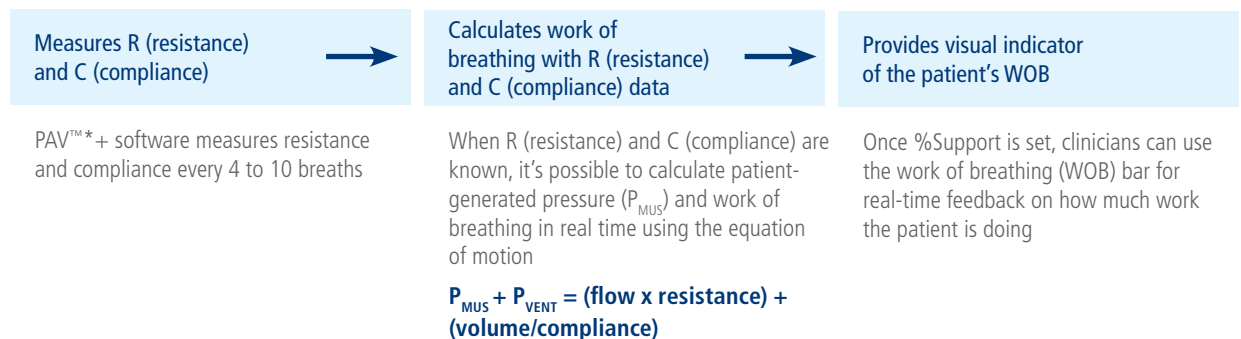 Measures R (resistance)
and C (compliance)
PAV™*+ software measures resistance
and compliance every 4 to 10 breaths
Calculates work of
breathing with R (resistance)
and C (compliance) data
When R (resistance) and C (compliance) are
known, it’s possible to calculate patient-
generated pressure (PMUS) and work of
breathing in real time using the equation
of motion
PMUS + PVENT = (flow x resistance) +
(volume/compliance)
Provides visual indicator
of the patient’s WOB
Once %Support is set, clinicians can use
the work of breathing (WOB) bar for
real-time feedback on how much work
the patient is doing